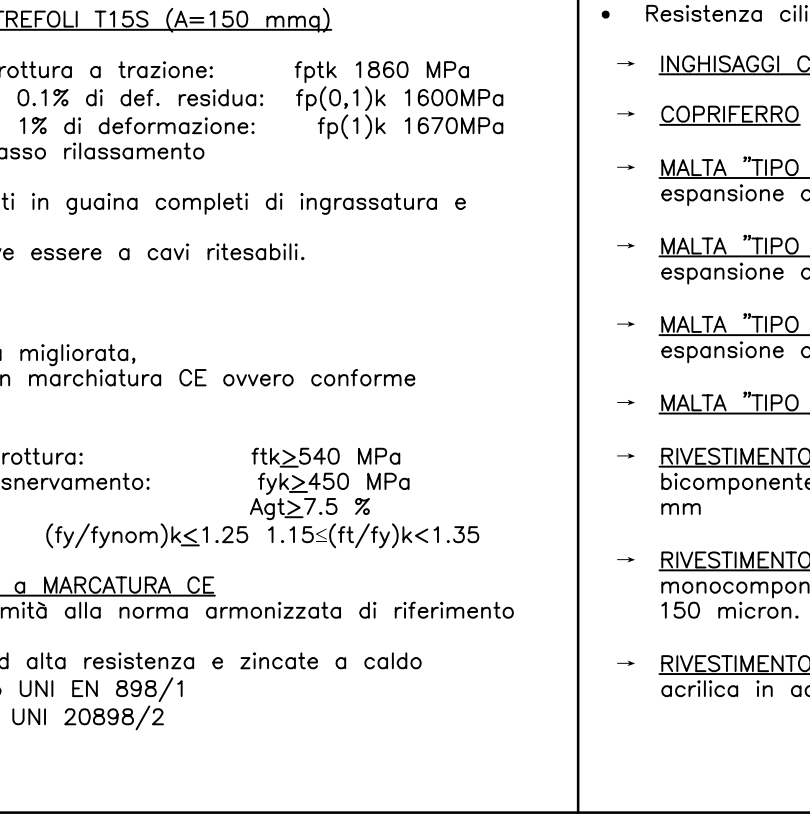 TREFOLI T15S (A=150 mmq)
rottura a trazione: fptk 1860 MPa
0.1% di def. residua: fp(0,1)k 1600MPa
1% di deformazione: fp(1)k 1670MPa
asso rilassamento
ti in guaina completi di ingrassatura e
ve essere a cavi ritesabili.
a migliorata,
n marchiatura CE ovvero conforme
rottura: ftk≥540 MPa
snervamento: fyk≥450 MPa
Agt≥7.5 %
(fy/fynom)k≤1.25 1.15≤(ft/fy)k<1.35
a MARCATURA CE
mità alla norma armonizzata di riferimento
d alta resistenza e zincate a caldo
UNI EN 898/1
UNI 20898/2
• Resistenza cili
→ INGHISAGGI C
→ COPRIFERRO
→ MALTA "TIPO
espansione c
→ MALTA "TIPO
espansione c
→ MALTA "TIPO
espansione c
→ MALTA "TIPO
→ RIVESTIMENTO
bicomponente
mm
→ RIVESTIMENTO
monocompon
150 micron.
→ RIVESTIMENTO
acrilica in ac